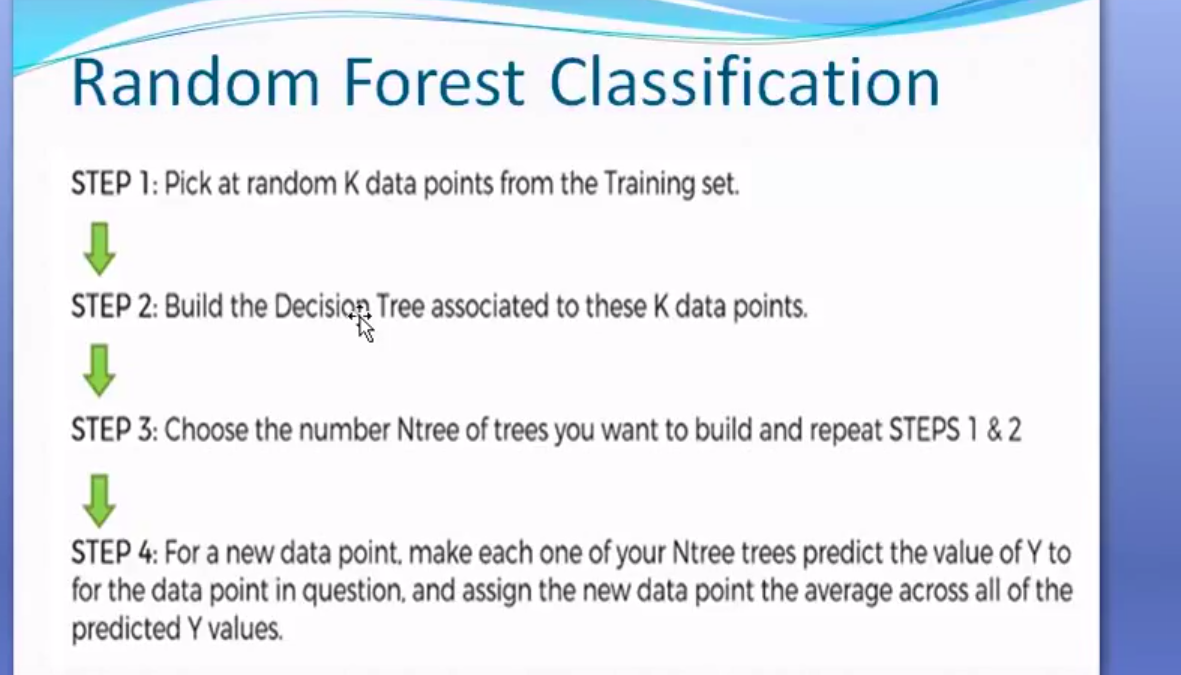 Random Forest Classification
STEP 1: Pick at random K data points from the Training set.
STEP 2: Build the Decision Tree associated to these K data points.
STEP 3: Choose the number Ntree of trees you want to build and repeat STEPS 1 & 2
STEP 4: For a new data point, make each one of your Ntree trees predict the value of Y to
for the data point in question, and assign the new data point the average across all of the
predicted Y values.